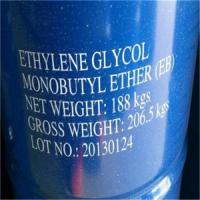 ETHYLENE GLYCOL
MONOBUTYL ETHER (EB)
NET WEIGHT: 188 kgs
GROSS WEIGHT: 206.5 kgs
LOT NO.: 20130124